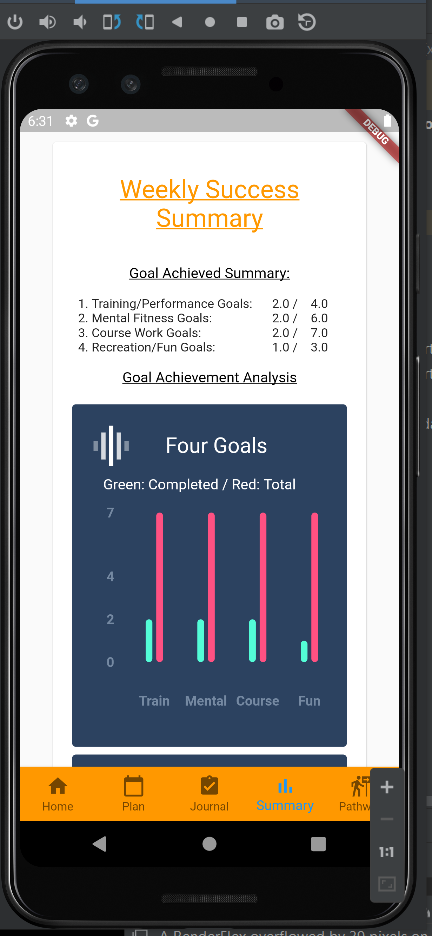 6:31 G
DEBUG
Weekly Success
Summary
Goal Achieved Summary:
1. Training/Performance Goals: 2.0 / 4.0
2. Mental Fitness Goals: 2.0 / 6.0
3. Course Work Goals: 2.0 / 7.0
4. Recreation/Fun Goals: 1.0 / 3.0
Goal Achievement Analysis
Four Goals
Green: Completed / Red: Total
7
4
2
0
Train Mental Course Fun
Home Plan Journal Summary Pathw
1:1
A RenderFlex overflowed by 20 pixels on